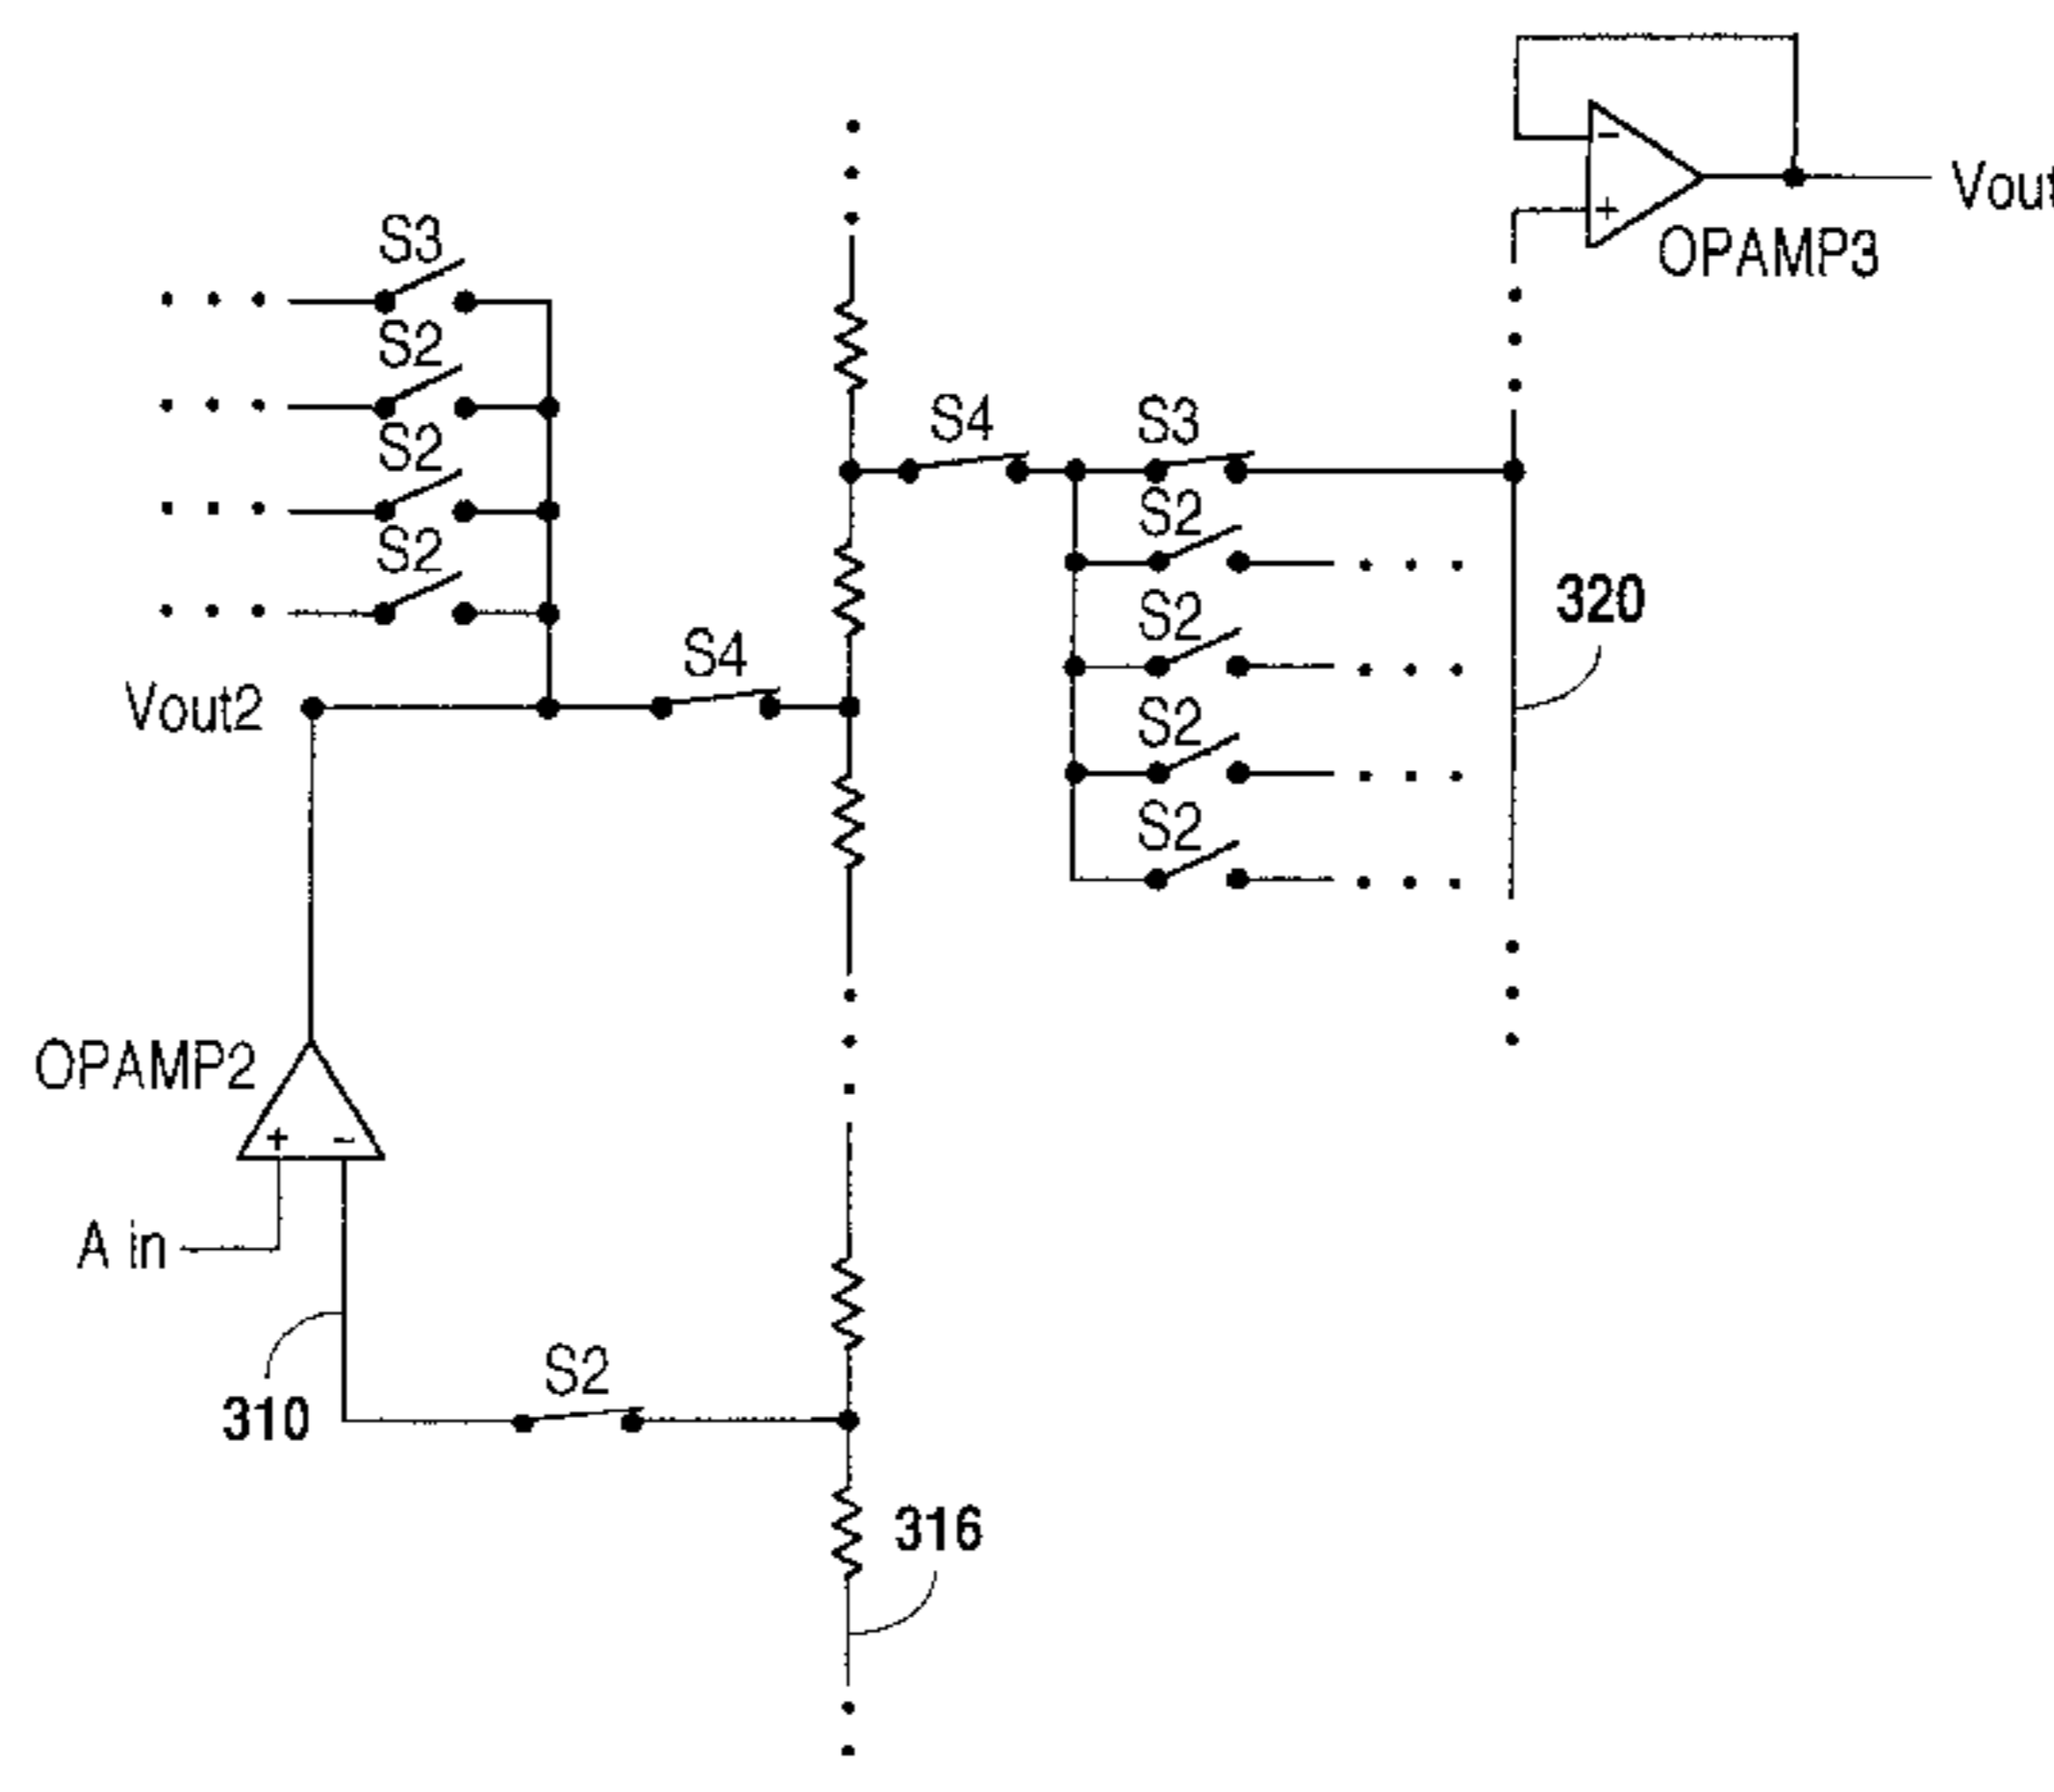 Vout
OPAMP3
S3
S2
S2
S2
Vout2
S4
S4
S3
S2
S2
S2
S2
320
OPAMP2
+ -
- +
A in
310
S2
316